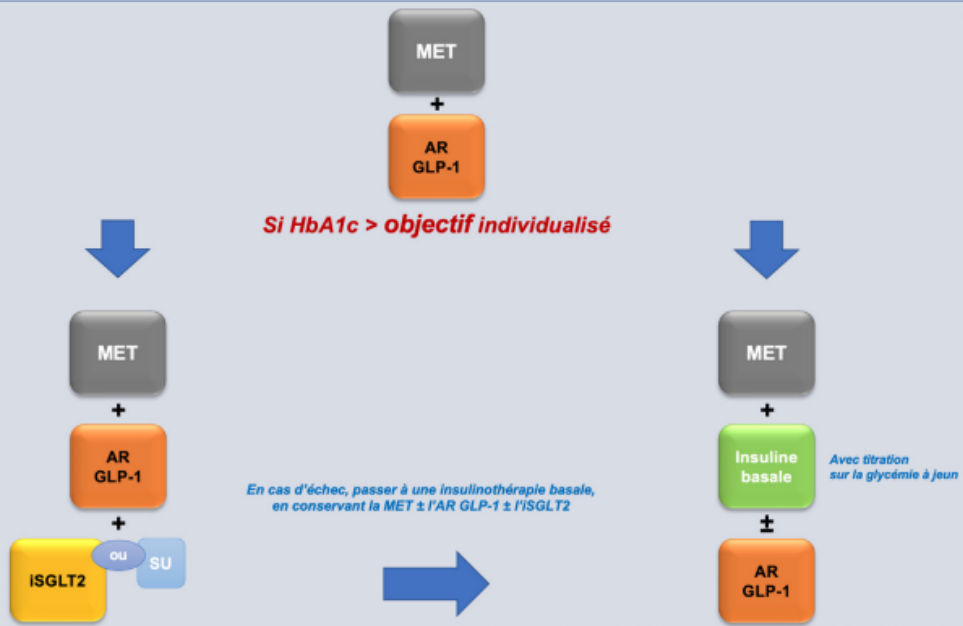 MET
+
AR
GLP-1
Si HbA1c > objectif individualisé
MET
+
AR
GLP-1
+
iSGLT2
ou
SU
En cas d'échec, passer à une insulinothérapie basale,
en conservant la MET ± l'AR GLP-1 ± l'iSGLT2
MET
+
Insuline
basale
Avec titration
sur la glycémie à jeun
±
AR
GLP-1